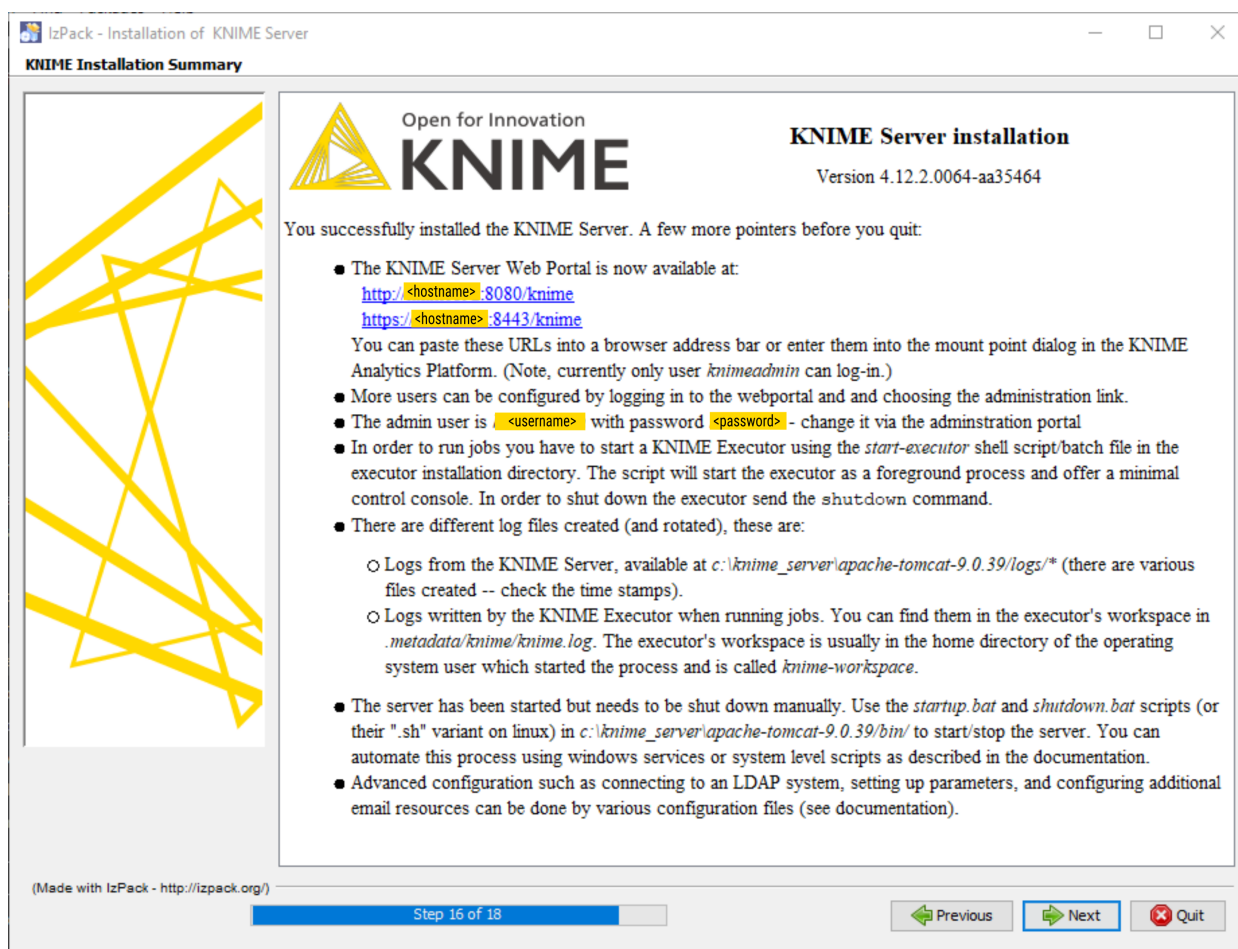 IzPack - Installation of  KNIME Server
KNIME Installation Summary
Open for Innovation
KNIME
KNIME Server installation
Version 4.12.2.0064-aa35464
You successfully installed the KNIME Server. A few more pointers before you quit:
The KNIME Server Web Portal is now available at:
http:/<hostname>:8080/knime
https:/<hostname>:8443/knime
You can paste these URLs into a browser address bar or enter them into the mount point dialog in the KNIME
Analytics Platform. (Note, currently only user knimeadmin can log-in.)
More users can be configured by logging in to the webportal and and choosing the administration link.
The admin user is <username> with password <password> - change it via the adminstration portal
In order to run jobs you have to start a KNIME Executor using the start-executor shell script/batch file in the
executor installation directory. The script will start the executor as a foreground process and offer a minimal
control console. In order to shut down the executor send the shutdown command.
There are different log files created (and rotated), these are:
Logs from the KNIME Server, available at c:\knime_server\apache-tomcat-9.0.39/logs/* (there are various
files created -- check the time stamps).
Logs written by the KNIME Executor when running jobs. You can find them in the executor's workspace in
.metadata/knime/knime.log. The executor's workspace is usually in the home directory of the operating
system user which started the process and is called knime-workspace.
The server has been started but needs to be shut down manually. Use the startup.bat and shutdown.bat scripts (or
their ".sh" variant on linux) in c:\knime_server\apache-tomcat-9.0.39/bin/ to start/stop the server. You can
automate this process using windows services or system level scripts as described in the documentation.
Advanced configuration such as connecting to an LDAP system, setting up parameters, and configuring additional
email resources can be done by various configuration files (see documentation).
(Made with IzPack - http://izpack.org/)
Step 16 of 18
Previous
Next
Quit